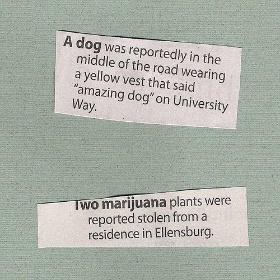 A dog was reportedly in the
middle of the road wearing
a yellow vest that said
"amazing dog" on University
Way.
Two marijuana plants were
reported stolen from a
residence in Ellensburg.